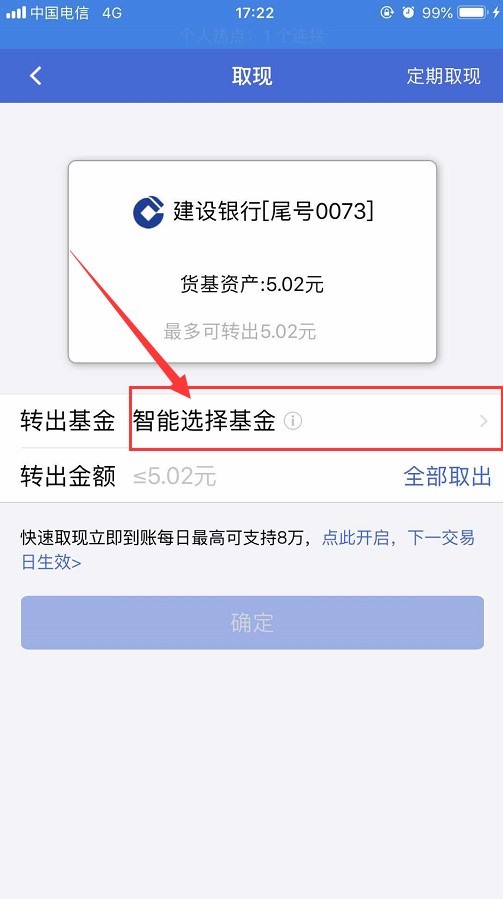 中国电信 4G 17:22 99%
个人热点：1 个连接
取现 定期取现
建设银行[尾号0073]
货基资产:5.02元
最多可转出5.02元
转出基金 智能选择基金
转出金额 ≤5.02元 全部取出
快速取现立即到账每日最高可支持8万，点此开启，下一交易
日生效>
确定